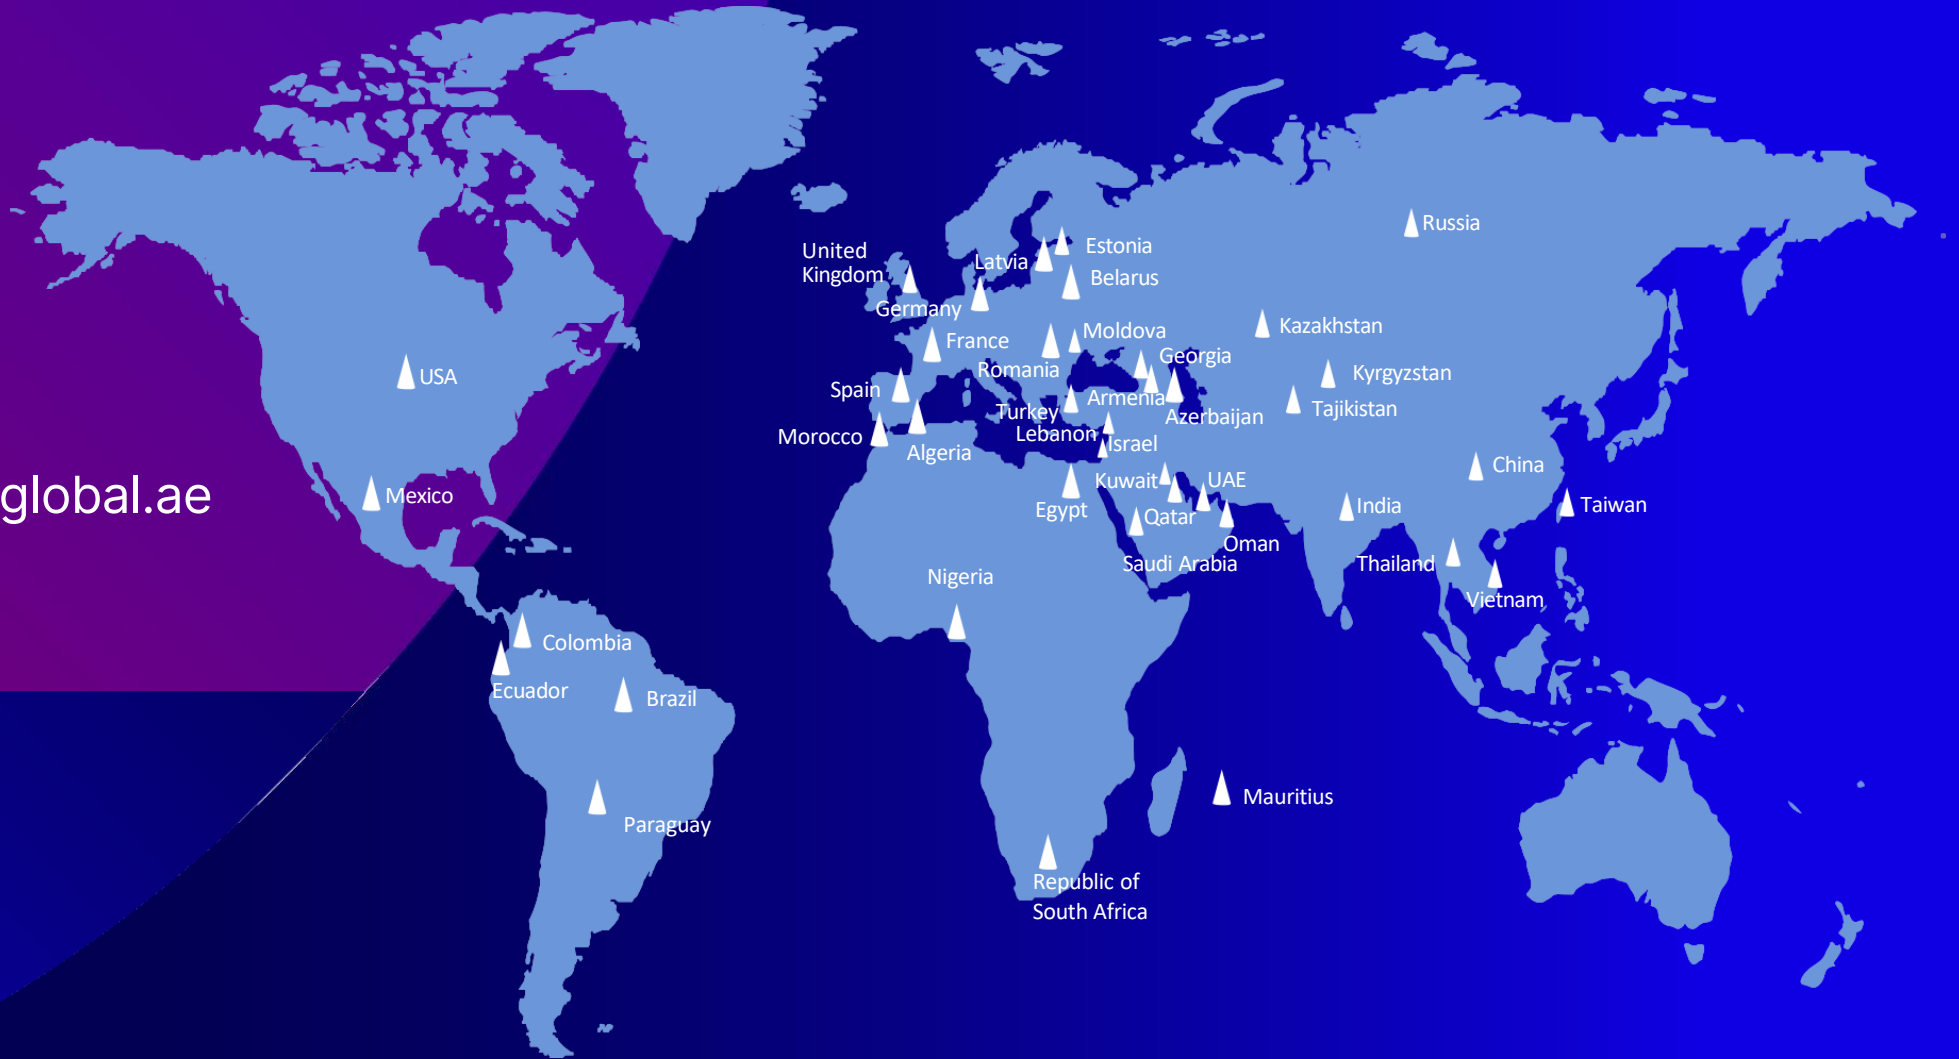 global.ae
USA
Mexico
Colombia
Ecuador
Brazil
Paraguay
United
Kingdom
Germany
Latvia
Estonia
Belarus
France
Romania
Moldova
Georgia
Spain
Turkey
Armenia
Azerbaijan
Morocco
Algeria
Lebanon
Israel
Egypt
Kuwait
UAE
Qatar
Oman
Saudi Arabia
Nigeria
Republic of
South Africa
Mauritius
Russia
Kazakhstan
Kyrgyzstan
Tajikistan
China
India
Taiwan
Thailand
Vietnam